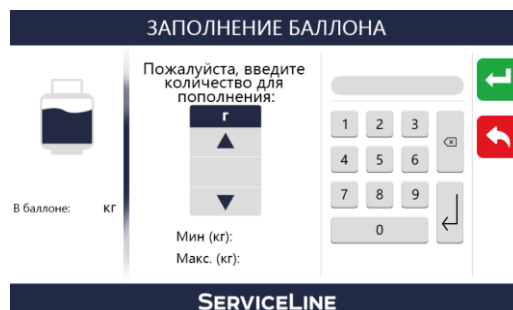 ЗАПОЛНЕНИЕ БАЛЛОНА
Пожалуйста, введите
количество для
пополнения:
г
В баллоне: кг
Мин (кг):
Макс. (кг):
1 2 3
4 5 6
7 8 9
0
SERVICELINE